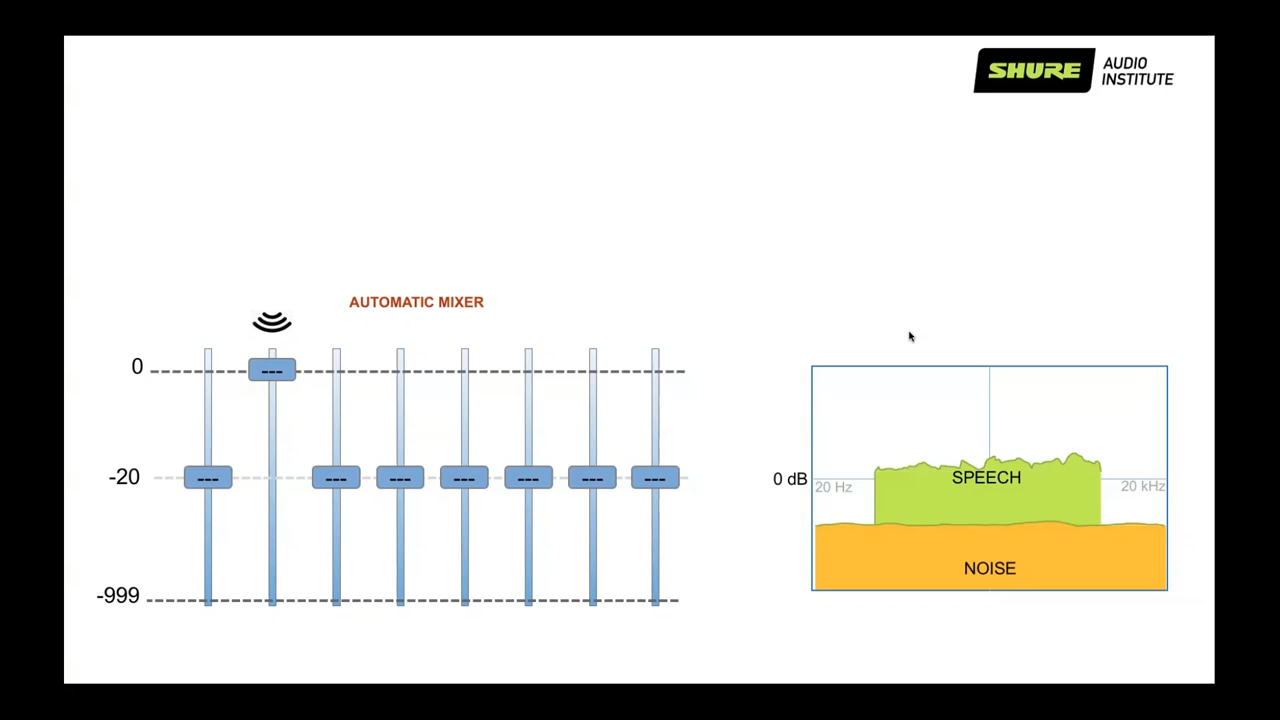 SHURE
AUDIO
INSTITUTE
AUTOMATIC MIXER
0
---
-20
--- --- --- --- --- --- ---
-999
0 dB
20 Hz
SPEECH
20 kHz
NOISE